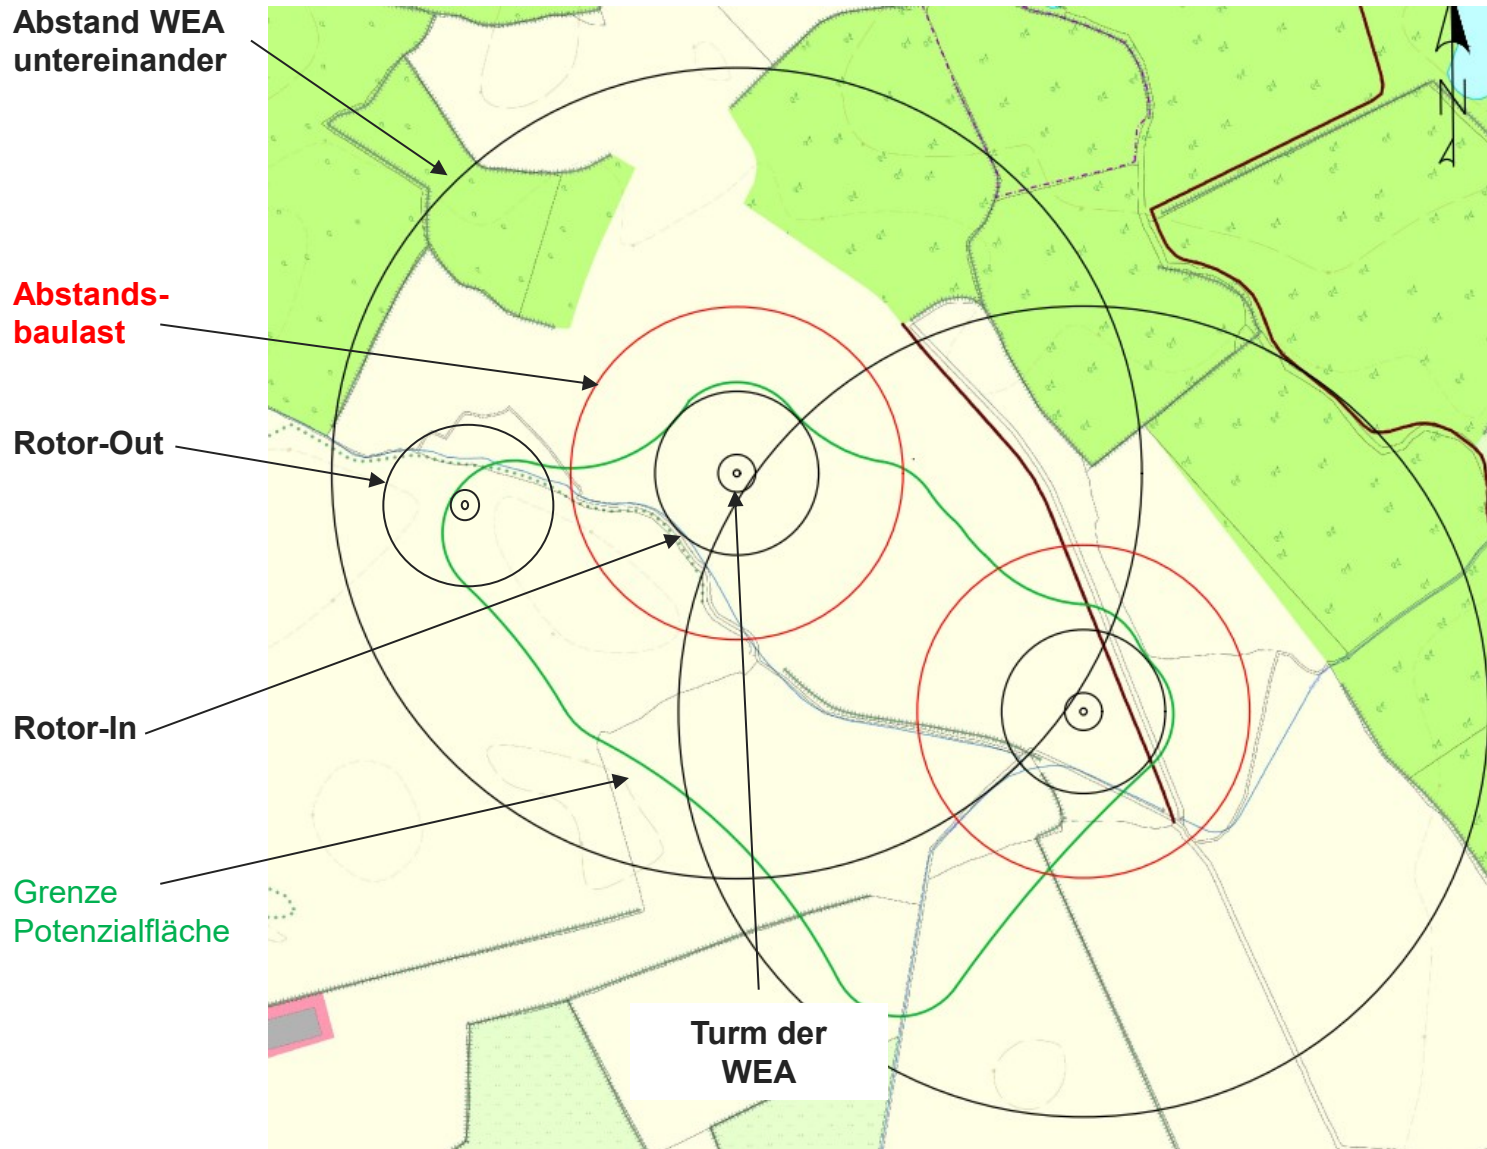 Abstand WEA
untereinander
N
Abstands-
baulast
Rotor-Out
Rotor-In
Grenze
Potenzialfläche
Turm der
WEA